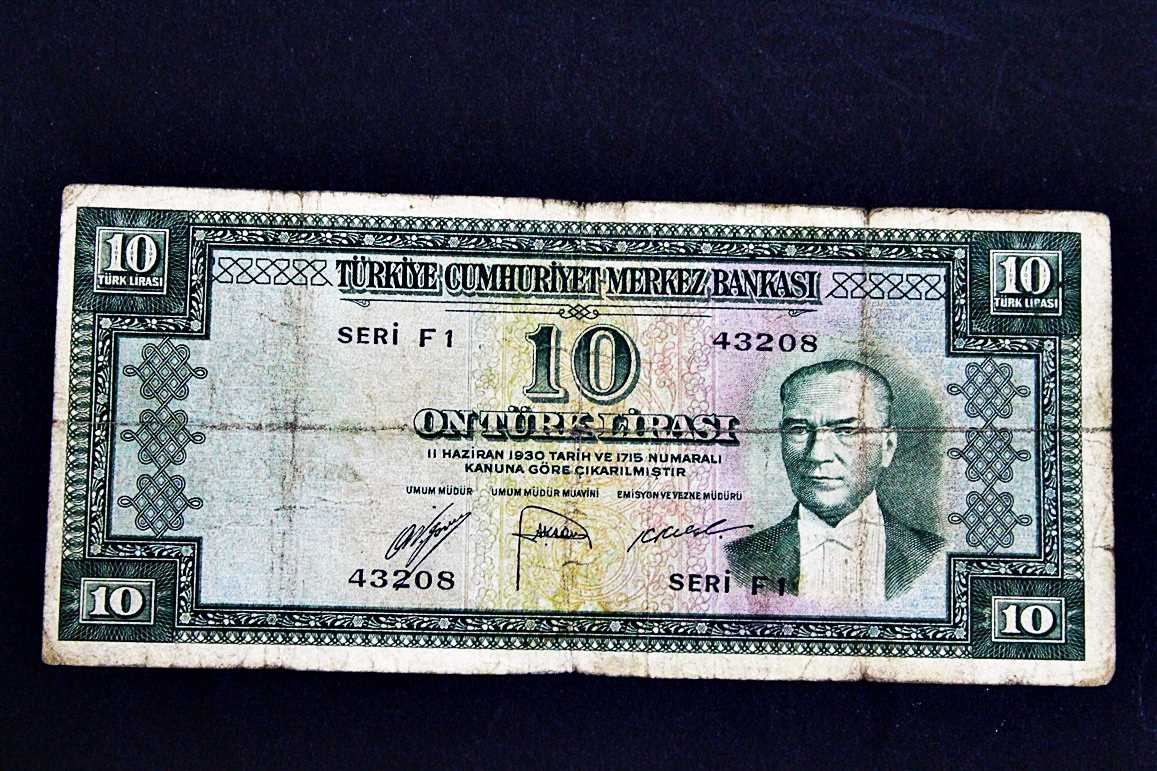 10
TÜRK LİRASI
TÜRKİYE CUMHURİYET MERKEZ BANKASI
10
TÜRK LİRASI
SERİ F 1
10
43208
ON TÜRK LİRASI
11 HAZİRAN 1930 TARİH VE 1715 NUMARALI
KANUNA GÖRE ÇIKARILMIŞTIR
UMUM MÜDÜR UMUM MÜDÜR MUAVİNİ EMİSYON VE VEZNE MÜDÜRÜ
43208
SERİ F 1
10
10